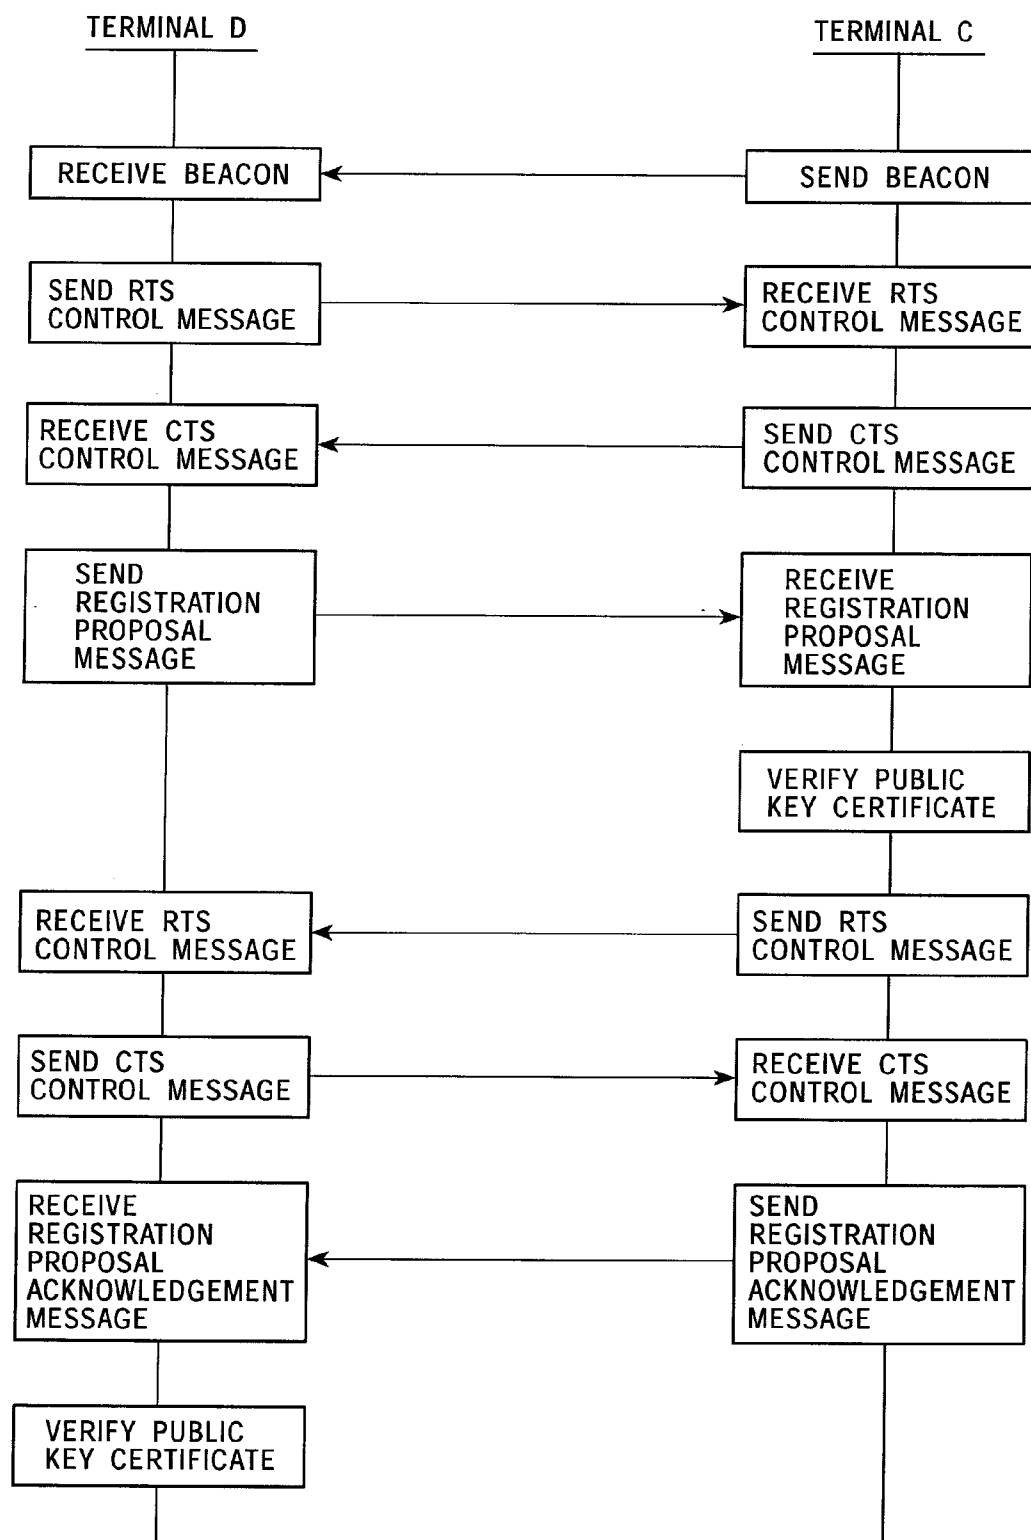 TERMINAL D
TERMINAL C
RECEIVE BEACON
SEND BEACON
SEND RTS
CONTROL MESSAGE
RECEIVE RTS
CONTROL MESSAGE
RECEIVE CTS
CONTROL MESSAGE
SEND CTS
CONTROL MESSAGE
SEND
REGISTRATION
PROPOSAL
MESSAGE
RECEIVE
REGISTRATION
PROPOSAL
MESSAGE
VERIFY PUBLIC
KEY CERTIFICATE
RECEIVE RTS
CONTROL MESSAGE
SEND RTS
CONTROL MESSAGE
SEND CTS
CONTROL MESSAGE
RECEIVE CTS
CONTROL MESSAGE
RECEIVE
REGISTRATION
PROPOSAL
ACKNOWLEDGEMENT
MESSAGE
SEND
REGISTRATION
PROPOSAL
ACKNOWLEDGEMENT
MESSAGE
VERIFY PUBLIC
KEY CERTIFICATE